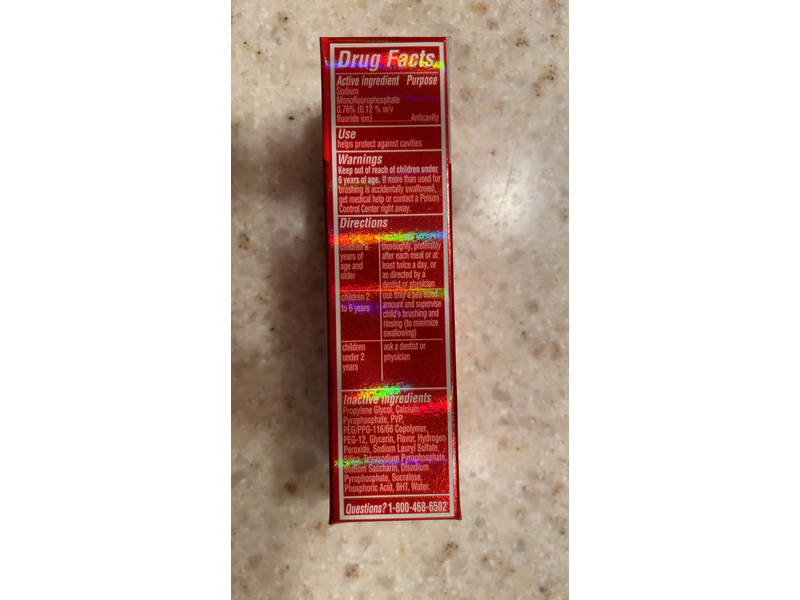 Drug Facts
Active ingredient Purpose
Sodium
Monofluorophosphate
0.76% (0.12 % w/v
fluoride ion) Anticavity
Use
helps protect against cavities
Warnings
Keep out of reach of children under
6 years of age. If more than used for
brushing is accidentally swallowed,
get medical help or contact a Poison
Control Center right away.
Directions
children 2
years of
age and
older
thoroughly, preferably
after each meal or at
least twice a day, or
as directed by a
dentist or physician
children 2
to 6 years
use only a pea sized
amount and supervise
child's brushing and
rinsing (to minimize
swallowing)
children
under 2
years
ask a dentist or
physician
Inactive Ingredients
Propylene Glycol, Calcium
Pyrophosphate, PVP,
PEG/PPG-116/66 Copolymer,
PEG-12, Glycerin, Flavor, Hydrogen
Peroxide, Sodium Lauryl Sulfate,
Silica, Tetrasodium Pyrophosphate,
Sodium Saccharin, Disodium
Pyrophosphate, Sucralose,
Phosphoric Acid, BHT, Water.
Questions? 1-800-468-6502